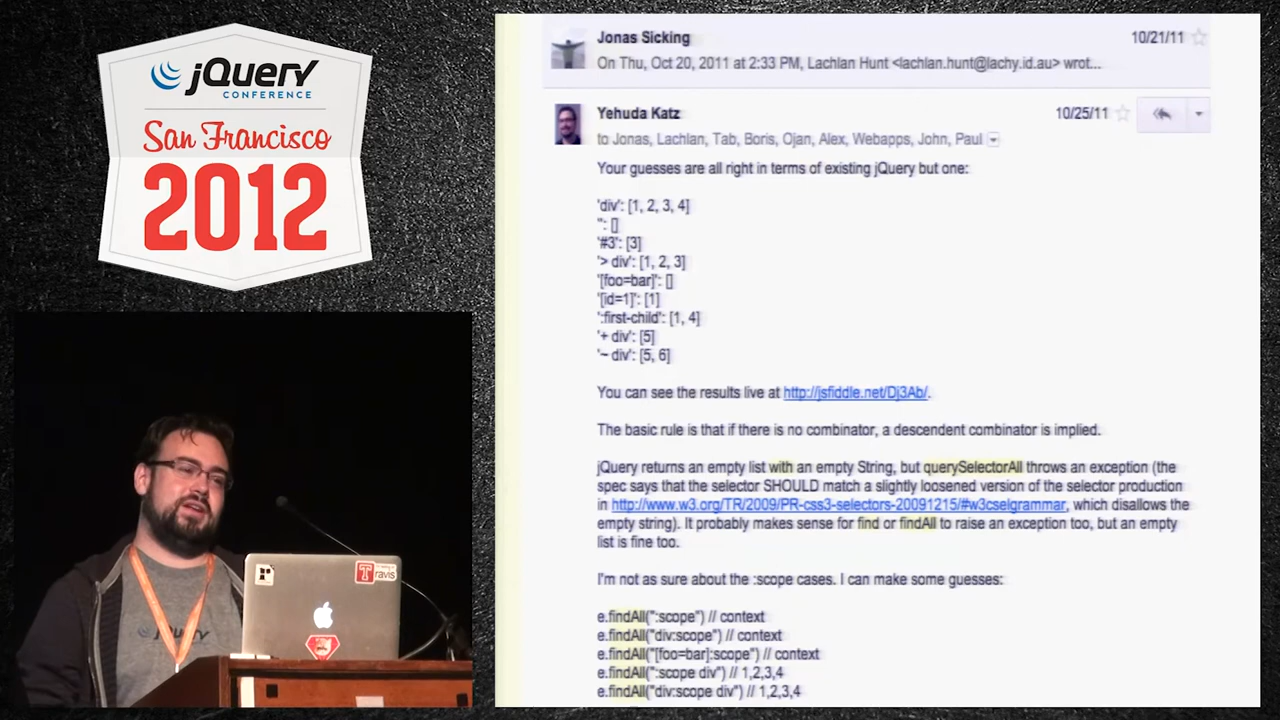 jQuery
CONFERENCE
San Francisco
2012
Jonas Sicking 10/21/11
On Thu, Oct 20, 2011 at 2:33 PM, Lachlan Hunt <lachlan.hunt@lachy.id.au> wrote...
Yehuda Katz 10/25/11
to Jonas, Lachlan, Tab, Boris, Ojan, Alex, Webapps, John, Paul
Your guesses are all right in terms of existing jQuery but one:
'div': [1, 2, 3, 4]
'': []
'#3': [3]
'> div': [1, 2, 3]
'[foo=bar]': []
'[id=1]': [1]
':first-child': [1, 4]
'+ div': [5]
'~ div': [5, 6]
You can see the results live at http://jsfiddle.net/Dj3Ab/.
The basic rule is that if there is no combinator, a descendent combinator is implied.
jQuery returns an empty list with an empty String, but querySelectorAll throws an exception (the
spec says that the selector SHOULD match a slightly loosened version of the selector production
in http://www.w3.org/TR/2009/PR-css3-selectors-20091215/#w3cselgrammar, which disallows the
empty string). It probably makes sense for find or findAll to raise an exception too, but an empty
list is fine too.
I'm not as sure about the :scope cases. I can make some guesses:
e.findAll(":scope") // context
e.findAll("div:scope") // context
e.findAll("[foo=bar]:scope") // context
e.findAll(":scope div") // 1,2,3,4
e.findAll("div:scope div") // 1,2,3,4
jQuery
Travis